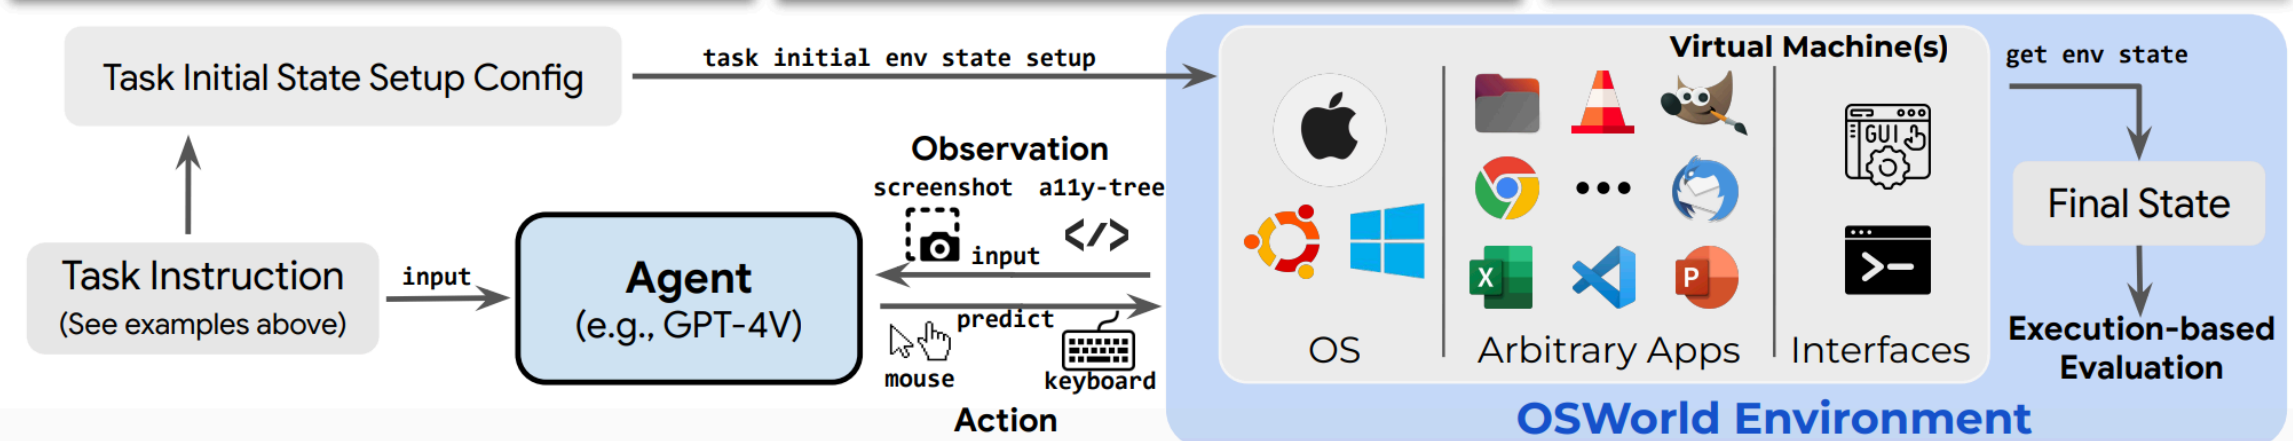 Task Initial State Setup Config
task initial env state setup
Virtual Machine(s)
get env state
Observation
screenshot a11y-tree
GUI
input
Task Instruction
(See examples above)
input
Agent
(e.g., GPT-4V)
predict
mouse
keyboard
Action
X
P
>-
OS
Arbitrary Apps
Interfaces
Final State
Execution-based
Evaluation
OSWorld Environment